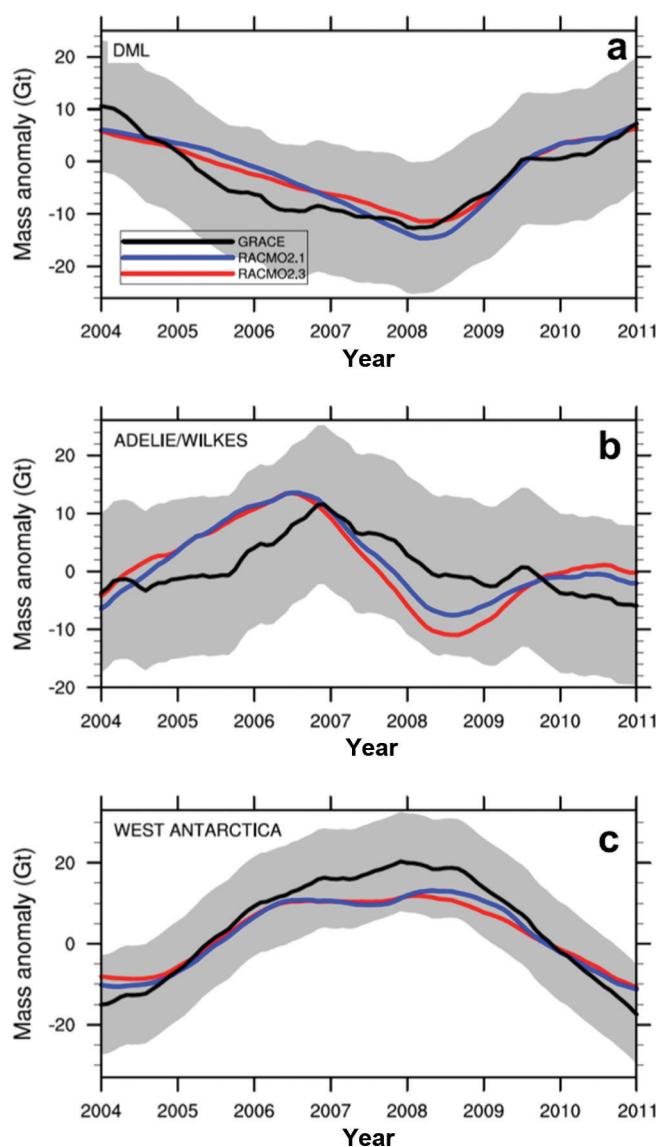 DML
a
20
10
0
-10
-20
Mass anomaly (Gt)
GRACE
RACMO2.1
RACMO2.3
2004 2005 2006 2007 2008 2009 2010 2011
Year
ADELIE/WILKES
b
20
10
0
-10
-20
Mass anomaly (Gt)
2004 2005 2006 2007 2008 2009 2010 2011
Year
WEST ANTARCTICA
c
20
0
-20
Mass anomaly (Gt)
2004 2005 2006 2007 2008 2009 2010 2011
Year